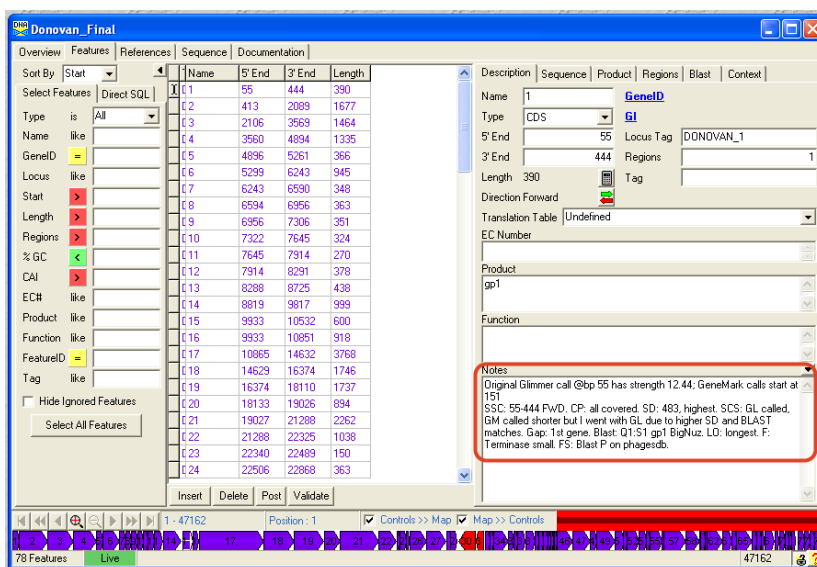 Donovan_Final
Overview Features References Sequence Documentation
Sort By Start
Select Features Direct SQL
Type is All
Name like
GeneID =
Locus like
Start >
Length >
Regions >
% GC <
CAI >
EC# like
Product like
Function like
FeatureID =
Tag like
Hide Ignored Features
Select All Features
Name 5' End 3' End Length
1 55 444 390
2 413 2089 1677
3 2106 3569 1464
4 3560 4894 1335
5 4896 5261 366
6 5299 6243 945
7 6243 6590 348
8 6594 6956 363
9 6956 7306 351
10 7322 7645 324
11 7645 7914 270
12 7914 8291 378
13 8288 8725 438
14 8819 9817 999
15 9933 10532 600
16 9933 10851 918
17 10865 14632 3768
18 14629 16374 1746
19 16374 18110 1737
20 18133 19026 894
21 19027 21288 2262
22 21288 22325 1038
23 22340 22489 150
24 22506 22868 363
Insert Delete Post Validate
Description Sequence Product Regions Blast Context
Name 1 GeneID
Type CDS GI
5' End 55 Locus Tag DONOVAN_1
3' End 444 Regions 1
Length 390 Tag
Direction Forward
Translation Table Undefined
EC Number
Product
gp1
Function
Notes
Original Glimmer call @bp 55 has strength 12.44; GeneMark calls start at
151
SSC: 55-444 FWD. CP: all covered. SD: 483, highest. SCS: GL called,
GM called shorter but I went with GL due to higher SD and BLAST
matches. Gap: 1st gene. Blast: Q1:S1 gp1 BigNuz. LO: longest. F:
Terminase small. FS: Blast P on phagesdb.
1 - 47162 Position : 1 Controls >> Map Map >> Controls
2 3 4 6 14 17 18 19 20 21 27
78 Features Live 47162